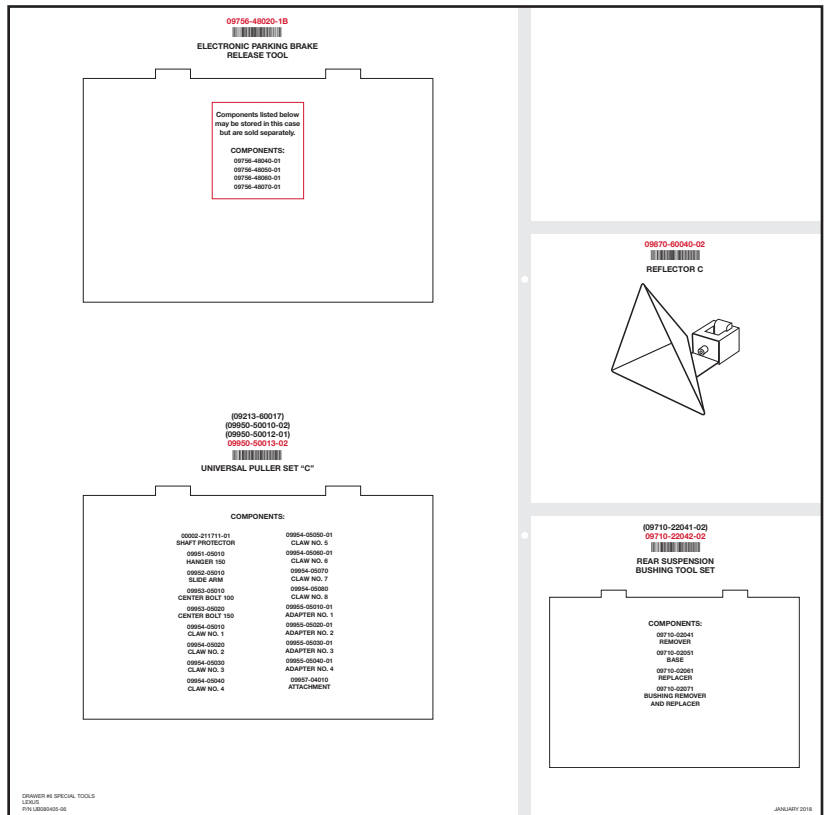 09756-48020-1B
ELECTRONIC PARKING BRAKE
RELEASE TOOL
Components listed below
may be stored in this case
but are sold separately.
COMPONENTS:
09756-48040-01
09756-48050-01
09756-48060-01
09756-48070-01
(09213-60017)
(09950-50010-02)
(09950-50012-01)
09950-50013-02
UNIVERSAL PULLER SET “C”
COMPONENTS:
00002-211711-01
SHAFT PROTECTOR
09951-05010
HANGER 150
09952-05010
SLIDE ARM
09953-05010
CENTER BOLT 100
09953-05020
CENTER BOLT 150
09954-05010
CLAW NO. 1
09954-05020
CLAW NO. 2
09954-05030
CLAW NO. 3
09954-05040
CLAW NO. 4
09954-05050-01
CLAW NO. 5
09954-05060-01
CLAW NO. 6
09954-05070
CLAW NO. 7
09954-05080
CLAW NO. 8
09955-05010-01
ADAPTER NO. 1
09955-05020-01
ADAPTER NO. 2
09955-05030-01
ADAPTER NO. 3
09955-05040-01
ADAPTER NO. 4
09957-04010
ATTACHMENT
09870-60040-02
REFLECTOR C
(09710-22041-02)
09710-22042-02
REAR SUSPENSION
BUSHING TOOL SET
COMPONENTS:
09710-02041
REMOVER
09710-02051
BASE
09710-02061
REPLACER
09710-02071
BUSHING REMOVER
AND REPLACER
DRAWER #6 SPECIAL TOOLS
LEXUS
P/N UB080405-06
JANUARY 2018